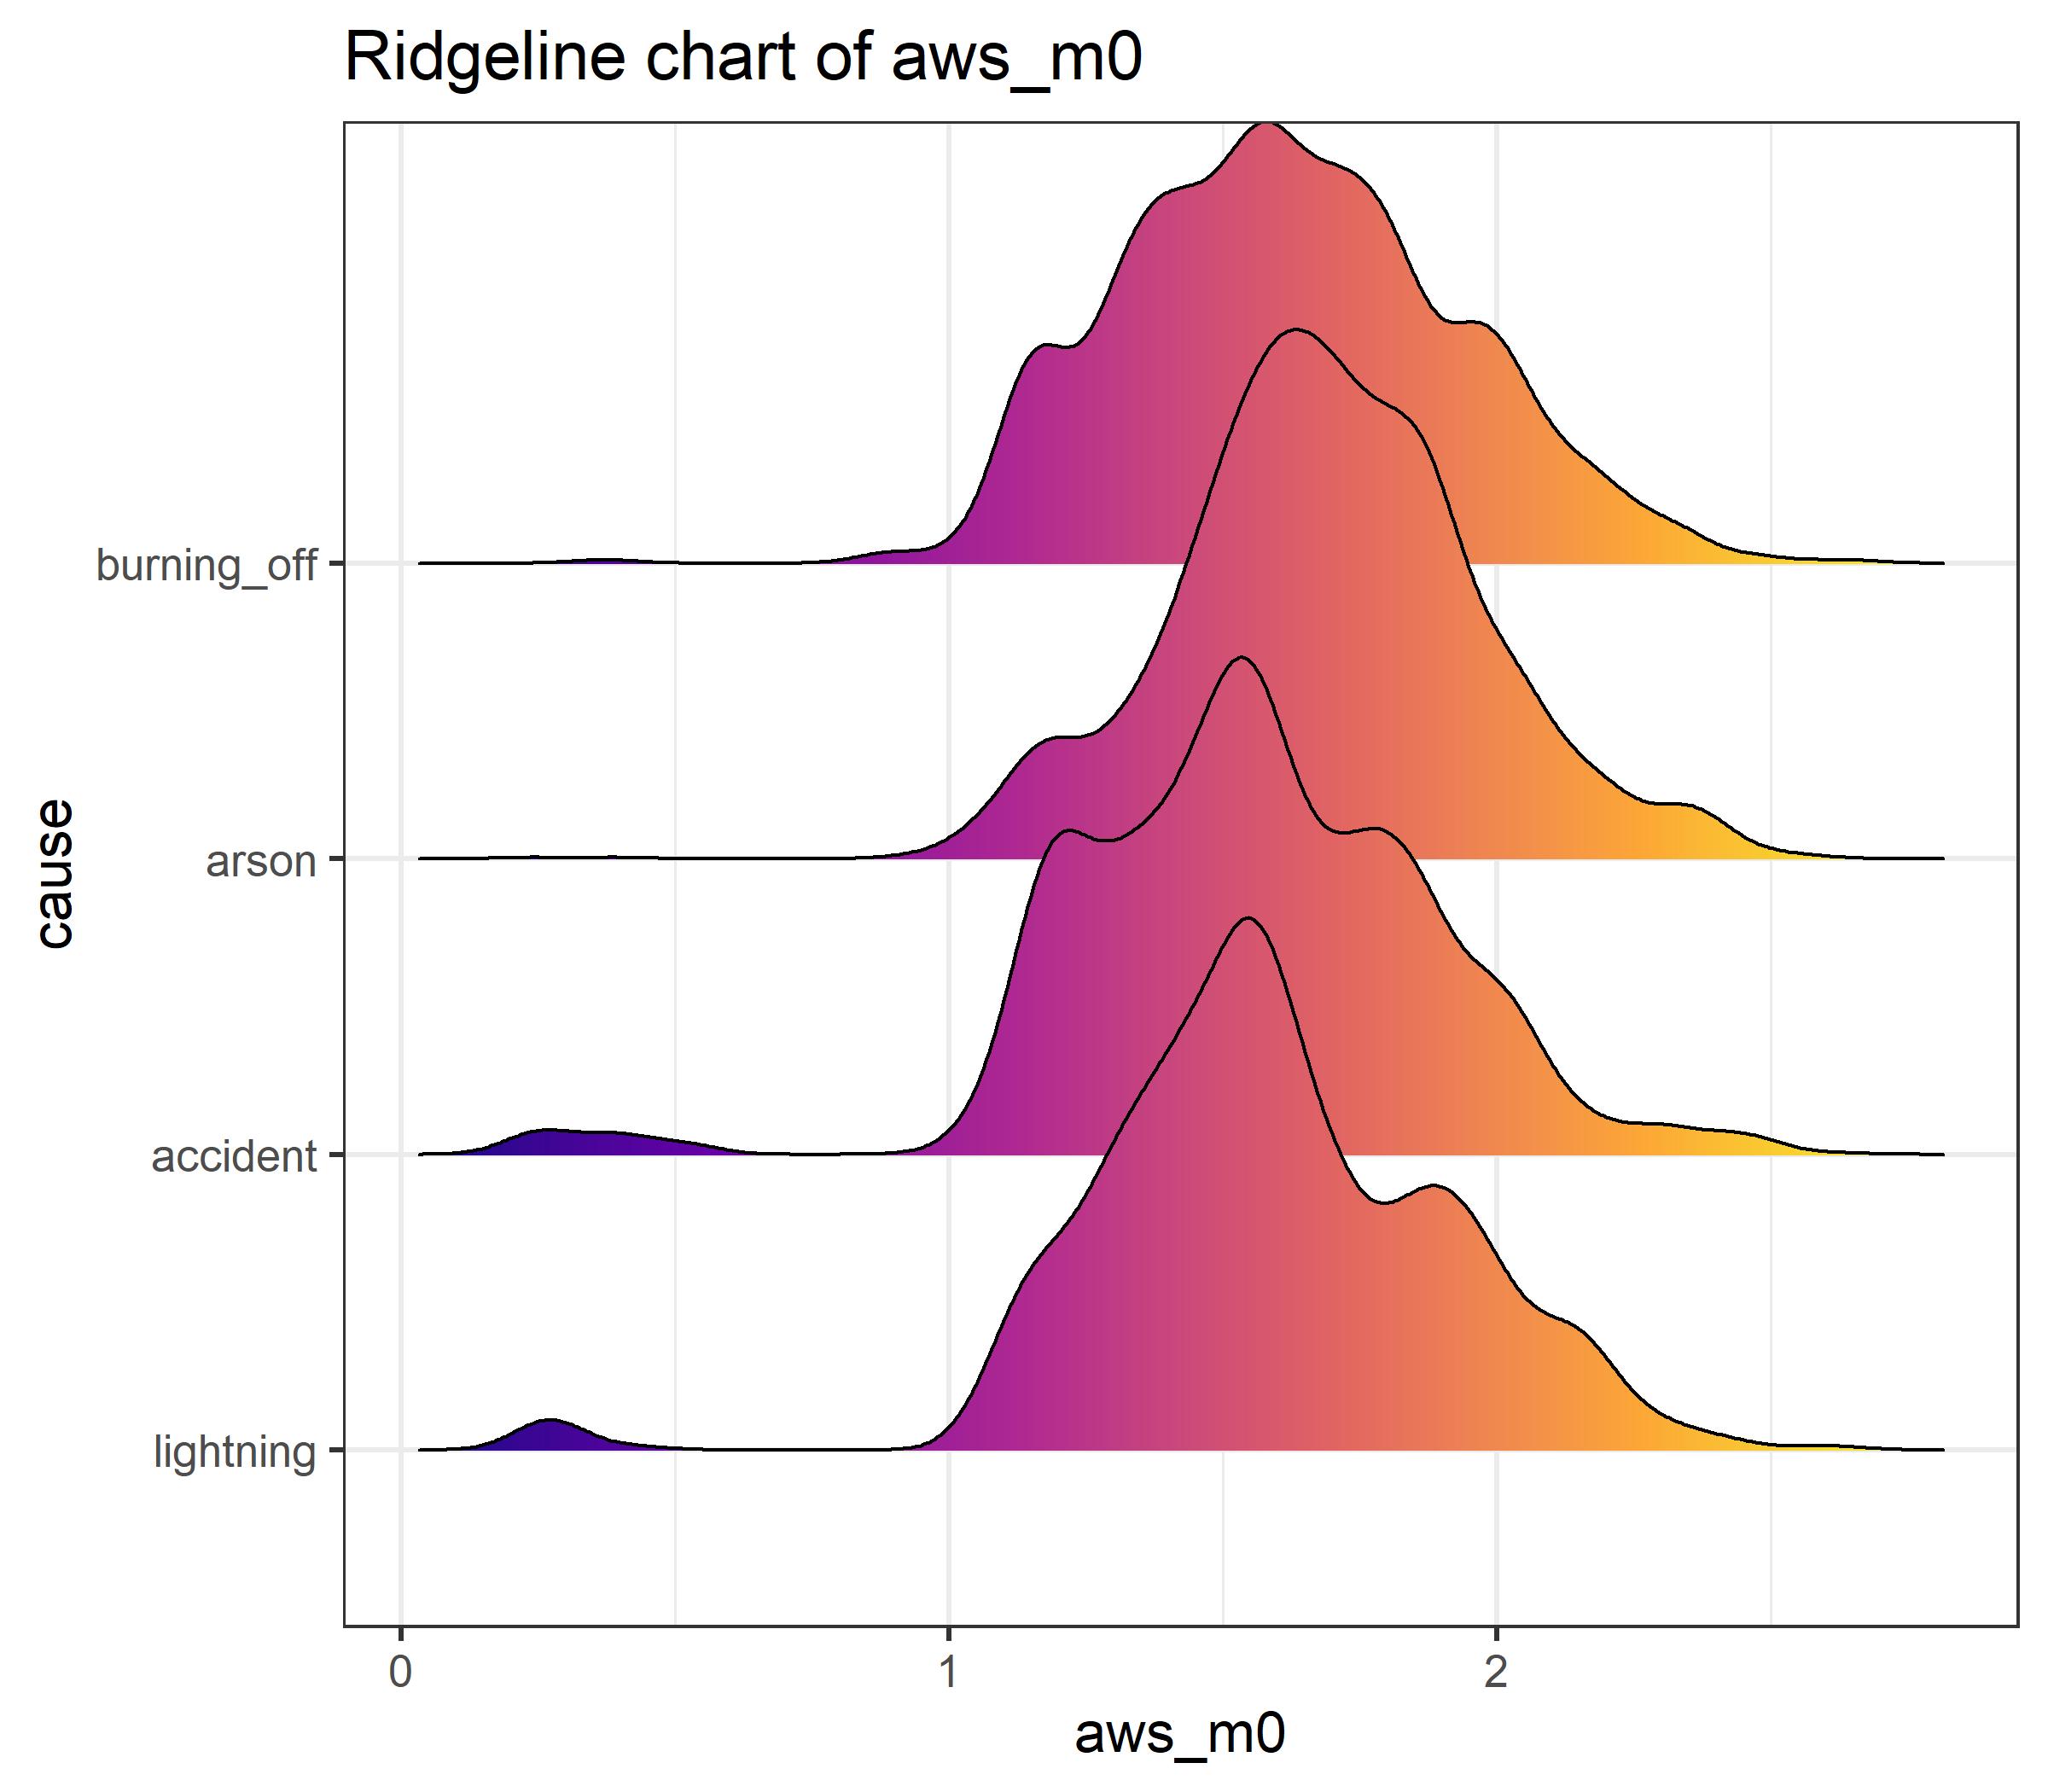 Ridgeline chart of aws_m0
burning_off
arson
accident
lightning
cause
0 1 2
aws_m0